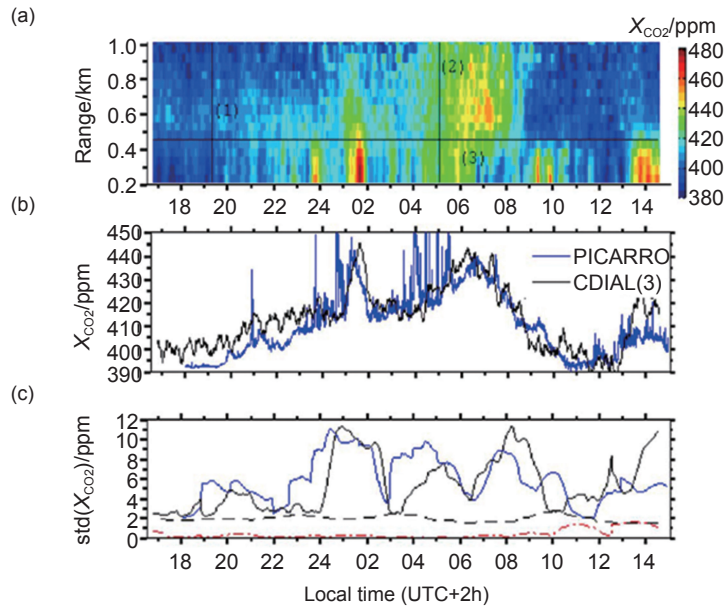 (a)
X_CO2/ppm
Range/km
1.0
0.8
0.6
0.4
0.2
(1)
(2)
(3)
480
460
440
420
400
380
18 20 22 24 02 04 06 08 10 12 14
(b)
X_CO2/ppm
450
440
430
420
410
400
390
PICARRO
CDIAL(3)
18 20 22 24 02 04 06 08 10 12 14
(c)
std(X_CO2)/ppm
12
10
8
6
4
2
0
18 20 22 24 02 04 06 08 10 12 14
Local time (UTC+2h)